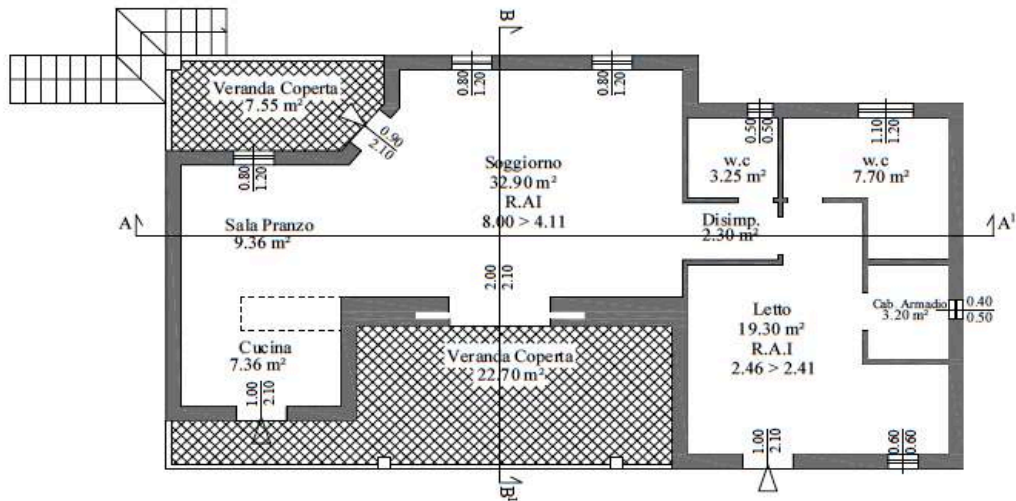 B
Veranda Coperta
7.55 m²
0.80
1.20
0.80
1.20
0.90
2.10
0.50
0.50
1.10
1.20
0.80
1.20
Soggiorno
32.90 m²
R.AI
8.00 > 4.11
w.c
3.25 m²
w.c
7.70 m²
A
Sala Pranzo
9.36 m²
Disimp.
2.30 m²
A¹
2.00
2.10
Cab. Armadio
3.20 m²
0.40
0.50
Letto
19.30 m²
R.A.I
2.46 > 2.41
Cucina
7.36 m²
Veranda Coperta
22.70 m²
1.00
2.10
1.00
2.10
0.60
0.60
B¹